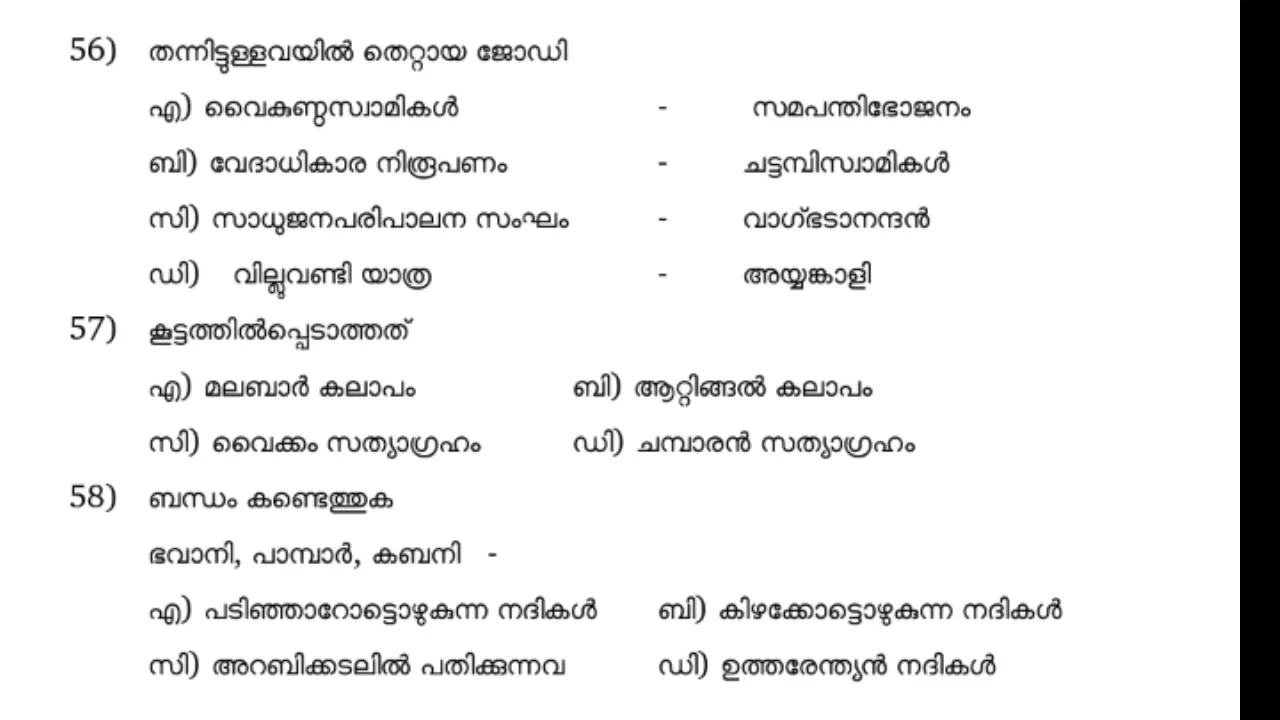 56) തന്നിട്ടുള്ളവയിൽ തെറ്റായ ജോഡി
എ) വൈകുണ്ഠസ്വാമികൾ - സമപന്തിഭോജനം
ബി) വേദാധികാര നിരൂപണം - ചട്ടമ്പിസ്വാമികൾ
സി) സാധുജനപരിപാലന സംഘം - വാഗ്ഭടാനന്ദൻ
ഡി) വില്ലുവണ്ടി യാത്ര - അയ്യങ്കാളി
57) കൂട്ടത്തിൽപ്പെടാത്തത്
എ) മലബാർ കലാപം ബി) ആറ്റിങ്ങൽ കലാപം
സി) വൈക്കം സത്യാഗ്രഹം ഡി) ചമ്പാരൻ സത്യാഗ്രഹം
58) ബന്ധം കണ്ടെത്തുക
ഭവാനി, പാമ്പാർ, കബനി -
എ) പടിഞ്ഞാറോട്ടൊഴുകുന്ന നദികൾ ബി) കിഴക്കോട്ടൊഴുകുന്ന നദികൾ
സി) അറബിക്കടലിൽ പതിക്കുന്നവ ഡി) ഉത്തരേന്ത്യൻ നദികൾ